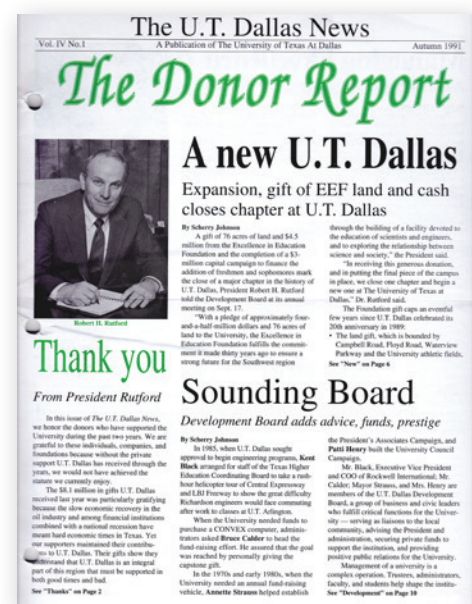 The U.T. Dallas News
Vol. IV No.1 A Publication of The University of Texas At Dallas Autumn 1991
The Donor Report
Robert H. Rutford
A new U.T. Dallas
Expansion, gift of EEF land and cash
closes chapter at U.T. Dallas
By Scherry Johnson
A gift of 76 acres of land and $4.5
million from the Excellence in Education
Foundation and the completion of a $3-
million capital campaign to finance the
addition of freshmen and sophomores mark
the close of a major chapter in the history of
U.T. Dallas, President Robert H. Rutford
told the Development Board at its annual
meeting on Sept. 17.
"With a pledge of approximately four-
and-a-half-million dollars and 76 acres of
land to the University, the Excellence in
Education Foundation fulfills the commit-
ment it made thirty years ago to ensure a
strong future for the Southwest region
through the building of a facility devoted to
the education of scientists and engineers,
and to exploring the relationship between
science and society," the President said.
"In receiving this generous donation,
and in putting the final piece of the campus
in place, we close one chapter and begin a
new one at The University of Texas at
Dallas," Dr. Rutford said.
The Foundation gift caps an eventful
few years since U.T. Dallas celebrated its
20th anniversary in 1989:
• The land gift, which is bounded by
Campbell Road, Floyd Road, Waterview
Parkway and the University athletic fields,
See "New" on Page 6
Thank you
From President Rutford
In this issue of The U.T. Dallas News,
we honor the donors who have supported the
University during the past two years. We are
grateful to these individuals, companies, and
foundations because without the private
support U.T. Dallas has received through the
years, we would not have achieved the
stature we currently enjoy.
The $8.1 million in gifts U.T. Dallas
received last year was particularly gratifying
because the slow economic recovery in the
oil industry and among financial institutions
combined with a national recession have
meant hard economic times in Texas. Yet
our supporters maintained their contribu-
to U.T. Dallas. Their gifts show they
understand that U.T. Dallas is an integral
part of this region that must be supported in
both good times and bad.
See "Thanks" on Page 2
Sounding Board
Development Board adds advice, funds, prestige
By Scherry Johnson
In 1985, when U.T. Dallas sought
approval to begin engineering programs, Kent
Black arranged for staff of the Texas Higher
Education Coordinating Board to take a rush-
hour helicopter tour of Central Expressway
and LBJ Freeway to show the great difficulty
Richardson engineers would face commuting
after work to classes at U.T. Arlington.
When the University needed funds to
purchase a CONVEX computer, adminis-
trators asked Bruce Calder to head the
fund-raising effort. He assured that the goal
was reached by personally giving the
capstone gift.
In the 1970s and early 1980s, when the
University needed an annual fund-raising
vehicle, Annette Strauss helped establish
the President's Associates Campaign, and
Patti Henry built the University Council
Campaign.
Mr. Black, Executive Vice President
and COO of Rockwell International; Mr.
Calder; Mayor Strauss, and Mrs. Henry are
members of the U.T. Dallas Development
Board, a group of business and civic leaders
who fulfill critical functions for the Univer-
sity — serving as liaisons to the local
community, advising the President and
administration, securing private funds to
support the institution, and providing
positive public relations for the University.
Management of a university is a
complex operation. Trustees, administrators,
faculty, and students help shape the institu-
See "Development" on Page 10